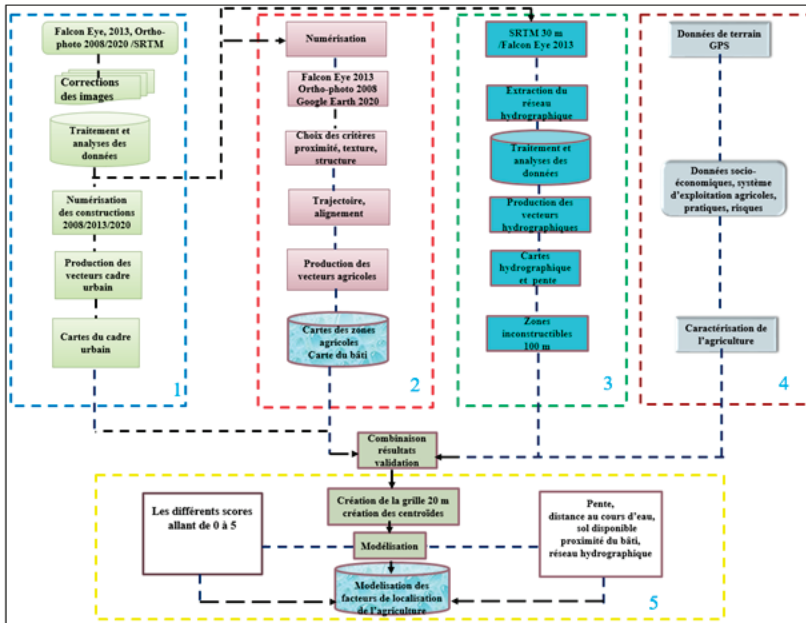 Falcon Eye, 2013, Ortho-
photo 2008/2020 /SRTM
Corrections
des images
Traitement et
analyses des
données
Numérisation
des constructions
2008/2013/2020
Production des
vecteurs cadre
urbain
Cartes du cadre
urbain
1
Numérisation
Falcon Eye 2013
Ortho-photo 2008
Google Earth 2020
Choix des critères
proximité, texture,
structure
Trajectoire,
alignement
Production des
vecteurs agricoles
Cartes des zones
agricoles
Carte du bâti
2
SRTM 30 m
/Falcon Eye 2013
Extraction du
réseau
hydrographique
Traitement et
analyses des
données
Production des
vecteurs
hydrographiques
Cartes
hydrographique
et pente
Zones
inconstructibles
100 m
3
Données de terrain
GPS
Données socio-
économiques, système
d'exploitation agricoles,
pratiques, risques
Caractérisation de
l'agriculture
4
Combinaison
résultats
validation
Création de la grille 20 m
création des centroïdes
Les différents scores
allant de 0 à 5
Modélisation
Pente,
distance au cours d'eau,
sol disponible
proximité du bâti,
réseau hydrographique
Modelisation des
facteurs de localisation
de l'agriculture
5